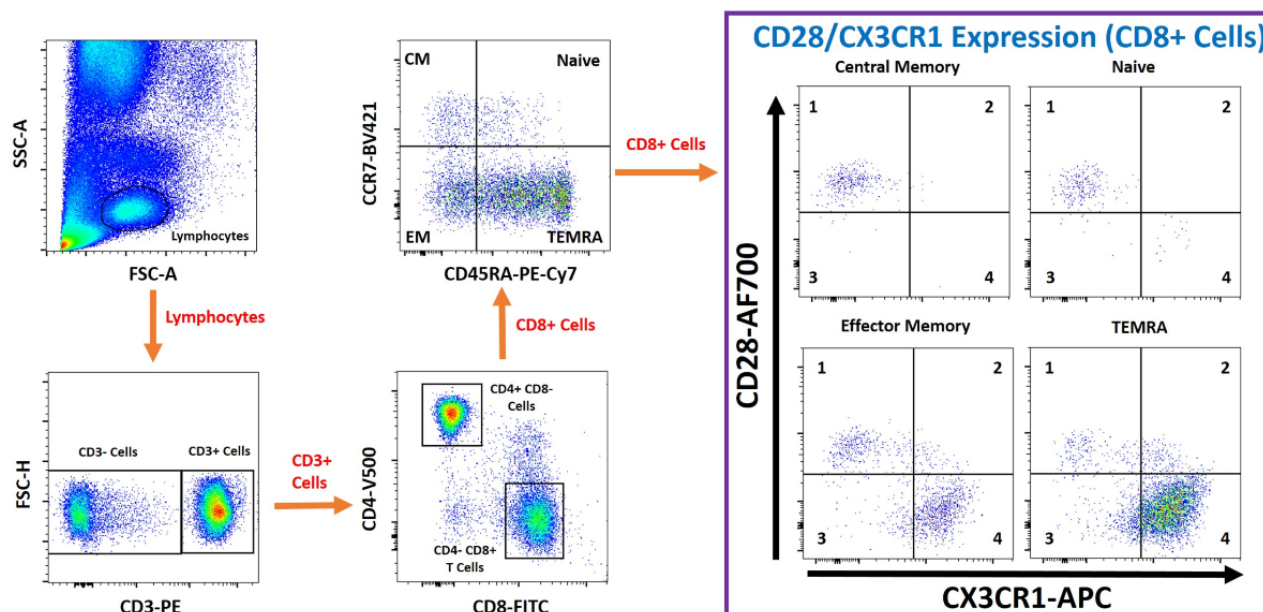 SSC-A
Lymphocytes
FSC-A
Lymphocytes
FSC-H
CD3- Cells
CD3+ Cells
CD3-PE
CD3+
Cells
CD4-V500
CD4+ CD8-
Cells
CD4- CD8+
T Cells
CD8-FITC
CD8+ Cells
CCR7-BV421
CM
Naive
EM
TEMRA
CD45RA-PE-Cy7
CD8+ Cells
CD28/CX3CR1 Expression (CD8+ Cells)
CD28-AF700
Central Memory
1
2
3
4
Naive
1
2
3
4
Effector Memory
1
2
3
4
TEMRA
1
2
3
4
CX3CR1-APC